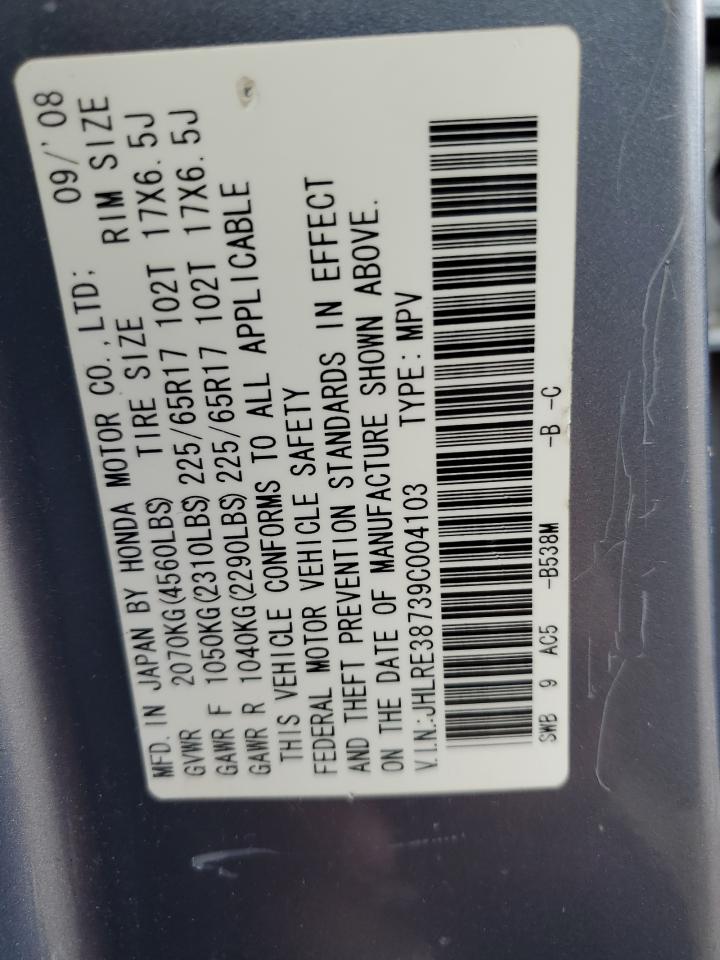 MFD. IN JAPAN BY HONDA MOTOR CO.,LTD; 09/'08
GVWR 2070KG(4560LBS) TIRE SIZE RIM SIZE
GAWR F 1050KG(2310LBS) 225/65R17 102T 17X6.5J
GAWR R 1040KG(2290LBS) 225/65R17 102T 17X6.5J
THIS VEHICLE CONFORMS TO ALL APPLICABLE
FEDERAL MOTOR VEHICLE SAFETY
AND THEFT PREVENTION STANDARDS IN EFFECT
ON THE DATE OF MANUFACTURE SHOWN ABOVE.
V.I.N.:JHLRE38739C004103 TYPE: MPV
SWB 9 AC5 -B538M -B -C